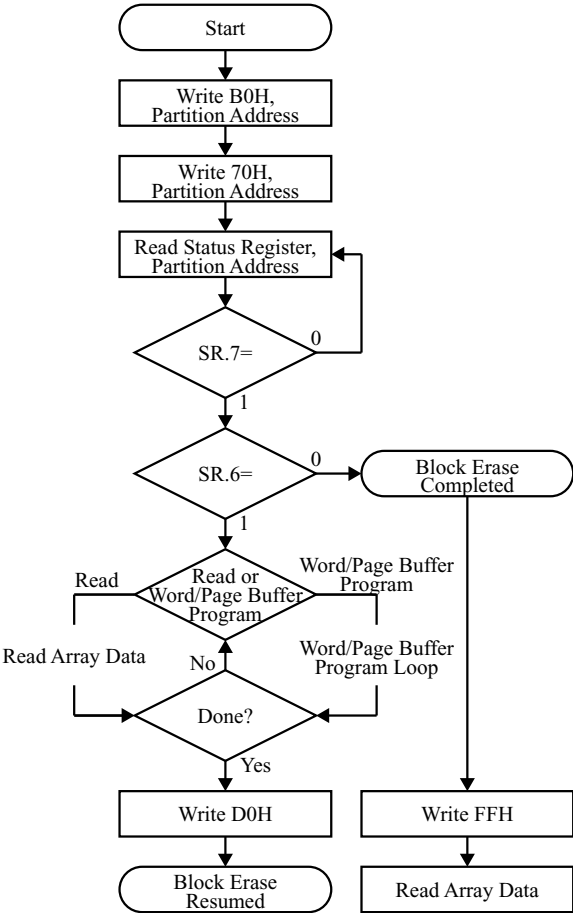 Start
Write B0H,
Partition Address
Write 70H,
Partition Address
Read Status Register,
Partition Address
SR.7=
0
1
SR.6=
0
Block Erase
Completed
1
Read
Read or
Word/Page Buffer
Program
Word/Page Buffer
Program
Read Array Data
No
Word/Page Buffer
Program Loop
Done?
Yes
Write D0H
Write FFH
Block Erase
Resumed
Read Array Data